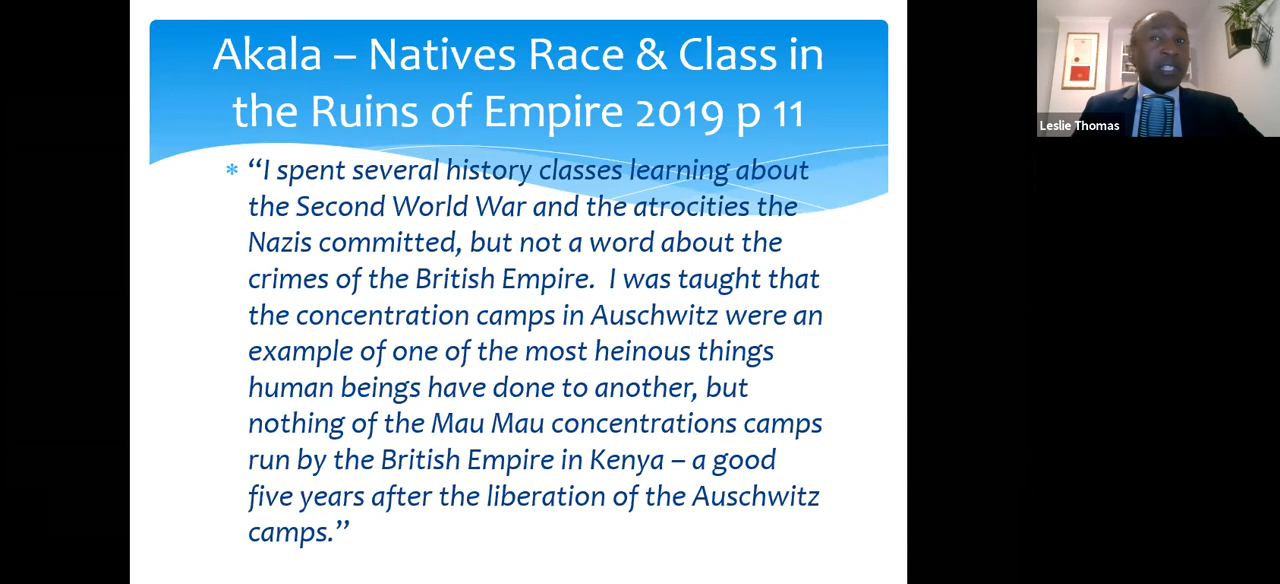 Akala – Natives Race & Class in
the Ruins of Empire 2019 p 11
* “I spent several history classes learning about
the Second World War and the atrocities the
Nazis committed, but not a word about the
crimes of the British Empire.  I was taught that
the concentration camps in Auschwitz were an
example of one of the most heinous things
human beings have done to another, but
nothing of the Mau Mau concentrations camps
run by the British Empire in Kenya – a good
five years after the liberation of the Auschwitz
camps.”
Leslie Thomas